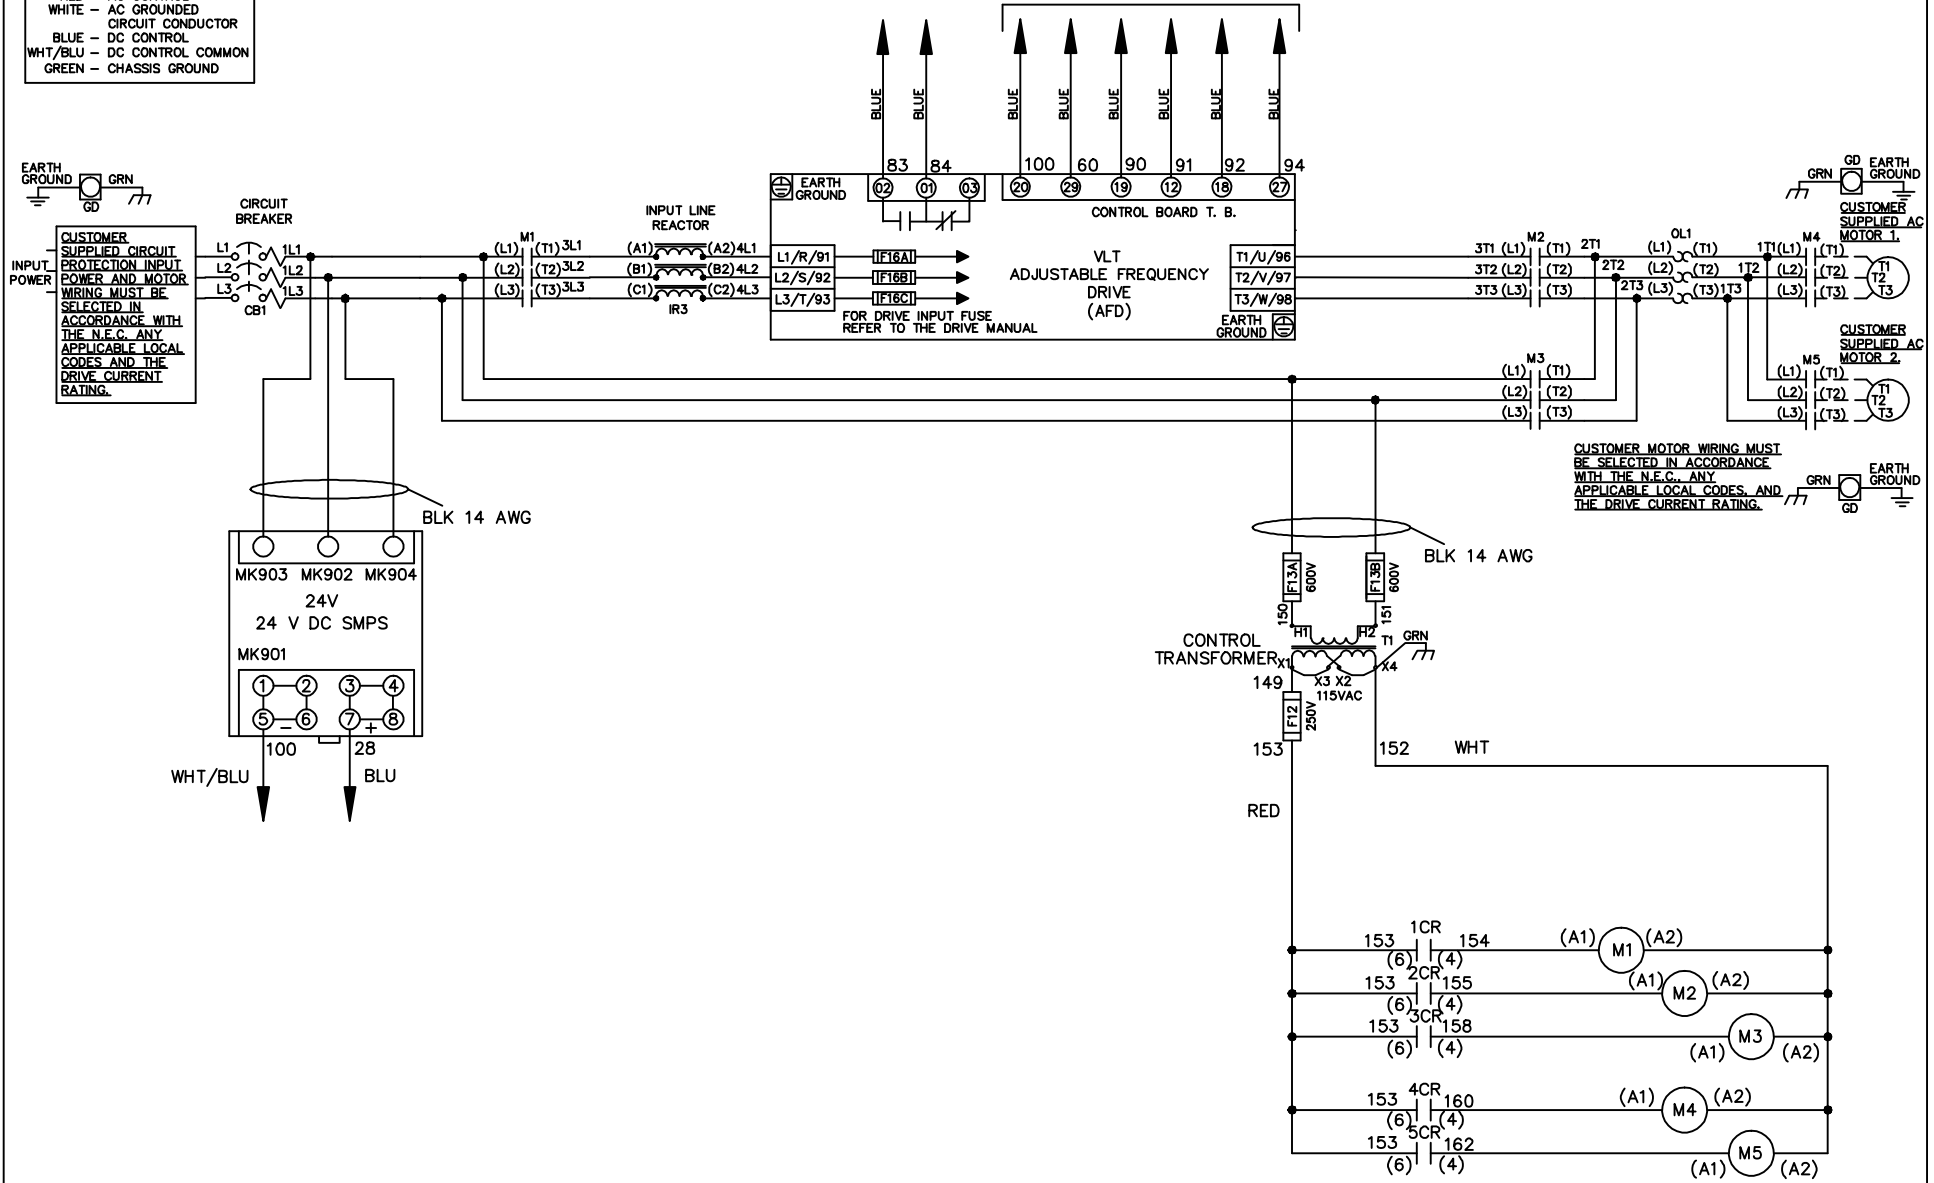 WHITE – AC GROUNDED
CIRCUIT CONDUCTOR
BLUE – DC CONTROL
WHT/BLU – DC CONTROL COMMON
GREEN – CHASSIS GROUND
BLUE
BLUE
BLUE
BLUE
BLUE
BLUE
BLUE
BLUE
83 84 100 60 90 91 92 94
02 01 03 20 29 19 12 18 27
EARTH
GROUND
CONTROL BOARD T. B.
EARTH
GROUND
GRN
GD
CIRCUIT
BREAKER
INPUT LINE
REACTOR
GD EARTH
GRN GROUND
CUSTOMER
SUPPLIED AC
MOTOR 1.
INPUT
POWER
CUSTOMER
SUPPLIED CIRCUIT
PROTECTION INPUT
POWER AND MOTOR
WIRING MUST BE
SELECTED IN
ACCORDANCE WITH
THE N.E.C. ANY
APPLICABLE LOCAL
CODES AND THE
DRIVE CURRENT
RATING.
L1 1L1
L2 1L2
L3 1L3
CB1
M1
(L1) (T1) 3L1
(L2) (T2) 3L2
(L3) (T3) 3L3
(A1) (A2) 4L1
(B1) (B2) 4L2
(C1) (C2) 4L3
IR3
L1/R/91 F16A
L2/S/92 F16B
L3/T/93 F16C
FOR DRIVE INPUT FUSE
REFER TO THE DRIVE MANUAL
VLT
ADJUSTABLE FREQUENCY
DRIVE
(AFD)
T1/U/96
T2/V/97
T3/W/98
EARTH
GROUND
M2
3T1 (L1) (T1) 2T1
3T2 (L2) (T2) 2T2
3T3 (L3) (T3) 2T3
OL1
(L1) (T1) 1T1
(L2) (T2) 1T2
(L3) (T3) 1T3
M4
(L1) (T1)
(L2) (T2)
(L3) (T3)
T1
T2
T3
CUSTOMER
SUPPLIED AC
MOTOR 2.
M3
(L1) (T1)
(L2) (T2)
(L3) (T3)
M5
(L1) (T1)
(L2) (T2)
(L3) (T3)
T1
T2
T3
CUSTOMER MOTOR WIRING MUST
BE SELECTED IN ACCORDANCE
WITH THE N.E.C., ANY
APPLICABLE LOCAL CODES, AND
THE DRIVE CURRENT RATING.
EARTH
GRN GROUND
GD
BLK 14 AWG
MK903 MK902 MK904
24V
24 V DC SMPS
MK901
1 2 3 4
5 – 6 7 + 8
100 28
WHT/BLU BLU
BLK 14 AWG
F13A 600V
F13B 600V
150 151
H1 H2 T1 GRN
CONTROL
TRANSFORMER
X1 X3 X2 X4
115VAC
149
F12 250V
153 152 WHT
RED
1CR
153 154 (A1) M1 (A2)
(6) (4)
2CR
153 155 (A1) M2 (A2)
(6) (4)
3CR
153 158 M3
(6) (4) (A1) (A2)
4CR
153 160 (A1) M4 (A2)
(6) (4)
5CR
153 162 M5
(6) (4) (A1) (A2)